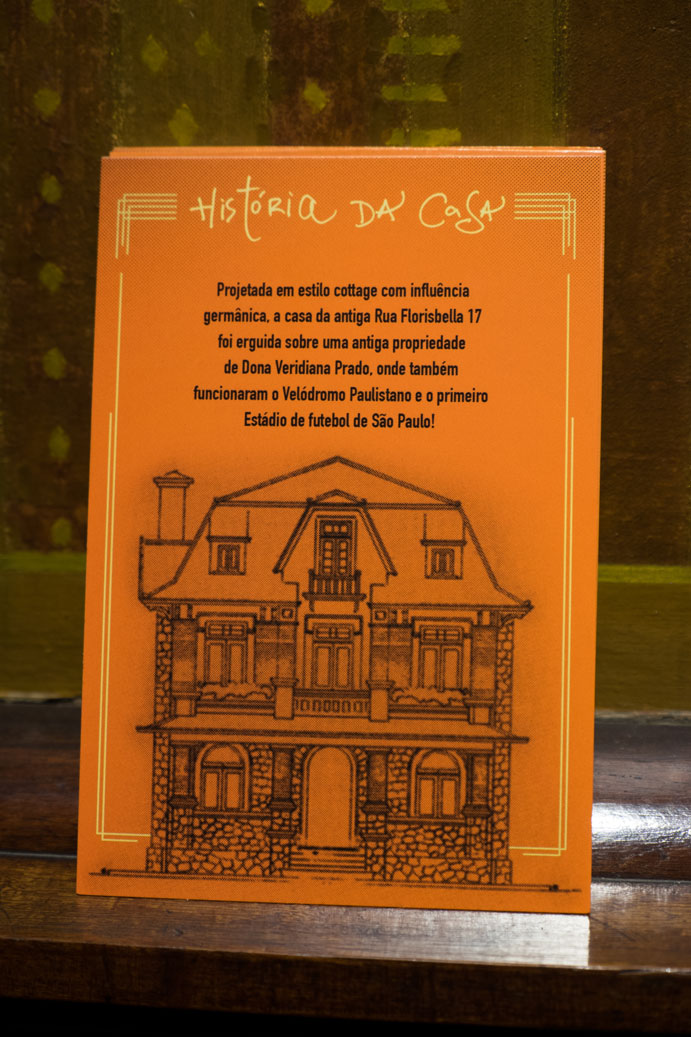 História da Casa
Projetada em estilo cottage com influência
germânica, a casa da antiga Rua Florisbella 17
foi erguida sobre uma antiga propriedade
de Dona Veridiana Prado, onde também
funcionaram o Velódromo Paulistano e o primeiro
Estádio de futebol de São Paulo!